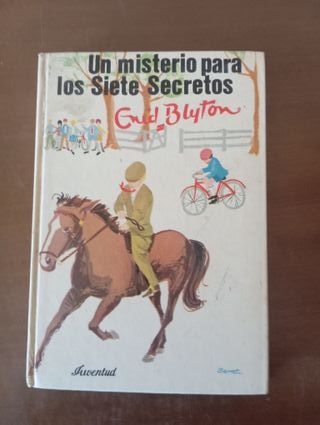 Un misterio para
los Siete Secretos
Enid Blyton
Juventud